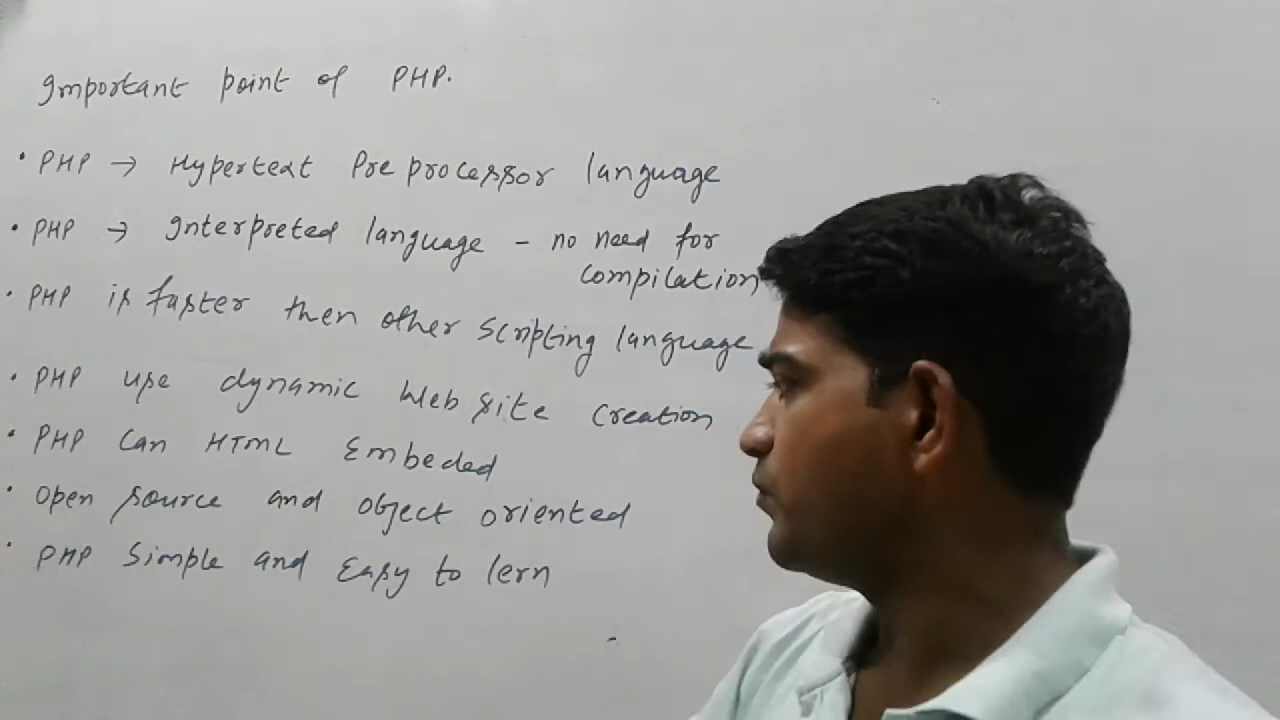 Important point of PHP.
• PHP → Hypertext Pre processor language
• PHP → Interpreted language - no need for
compilation
• PHP is faster then other scripting language
• PHP use dynamic Web site creation
• PHP Can HTML Embeded
• open source and object oriented
• PHP Simple and Easy to lern